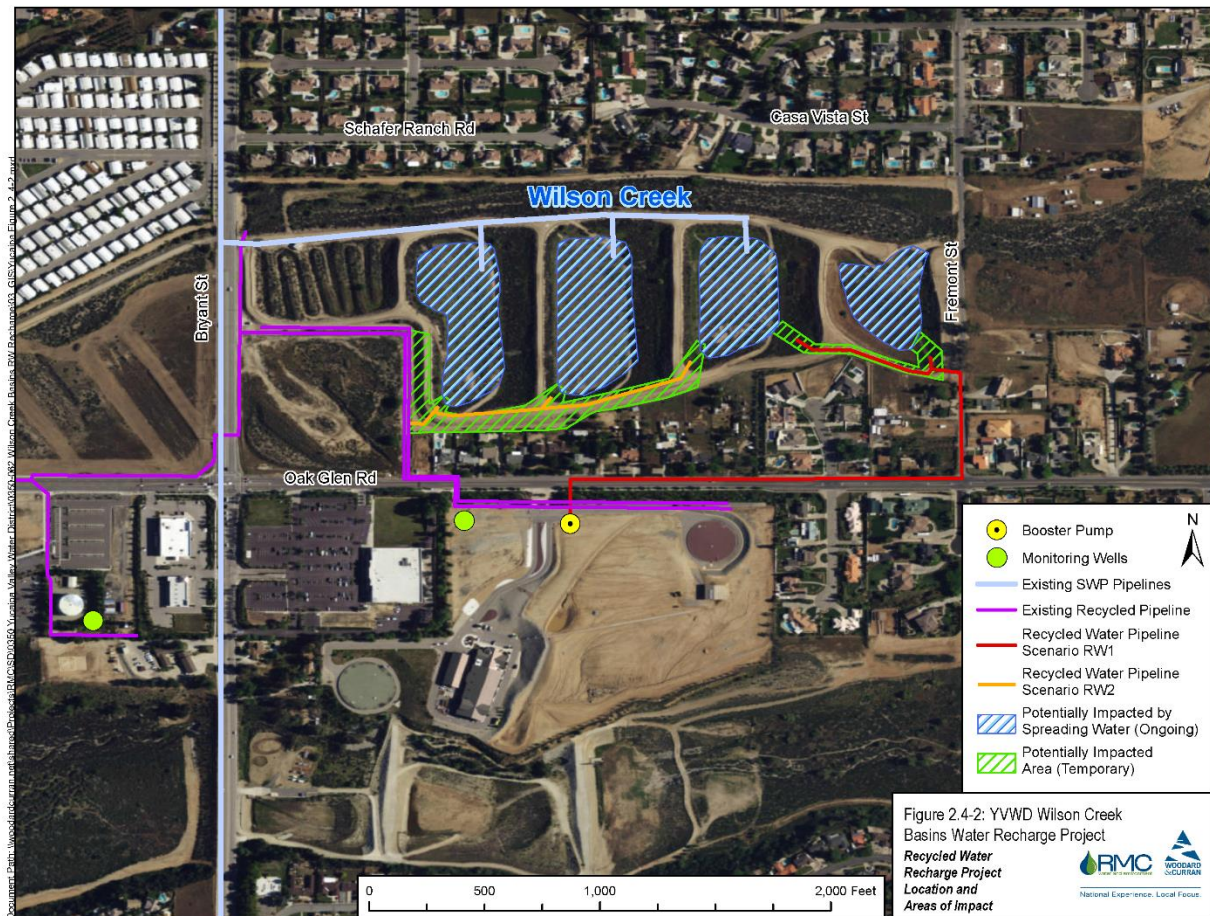 Schafer Ranch Rd
Casa Vista St
Wilson Creek
Bryant St
Fremont St
Oak Glen Rd
N
Booster Pump
Monitoring Wells
Existing SWP Pipelines
Existing Recycled Pipeline
Recycled Water Pipeline
Scenario RW1
Recycled Water Pipeline
Scenario RW2
Potentially Impacted by
Spreading Water (Ongoing)
Potentially Impacted
Area (Temporary)
Figure 2.4-2: YVWD Wilson Creek
Basins Water Recharge Project
Recycled Water
Recharge Project
Location and
Areas of Impact
RMC
WOODARD
&CURRAN
National Experience. Local Focus.
0 500 1,000 2,000 Feet